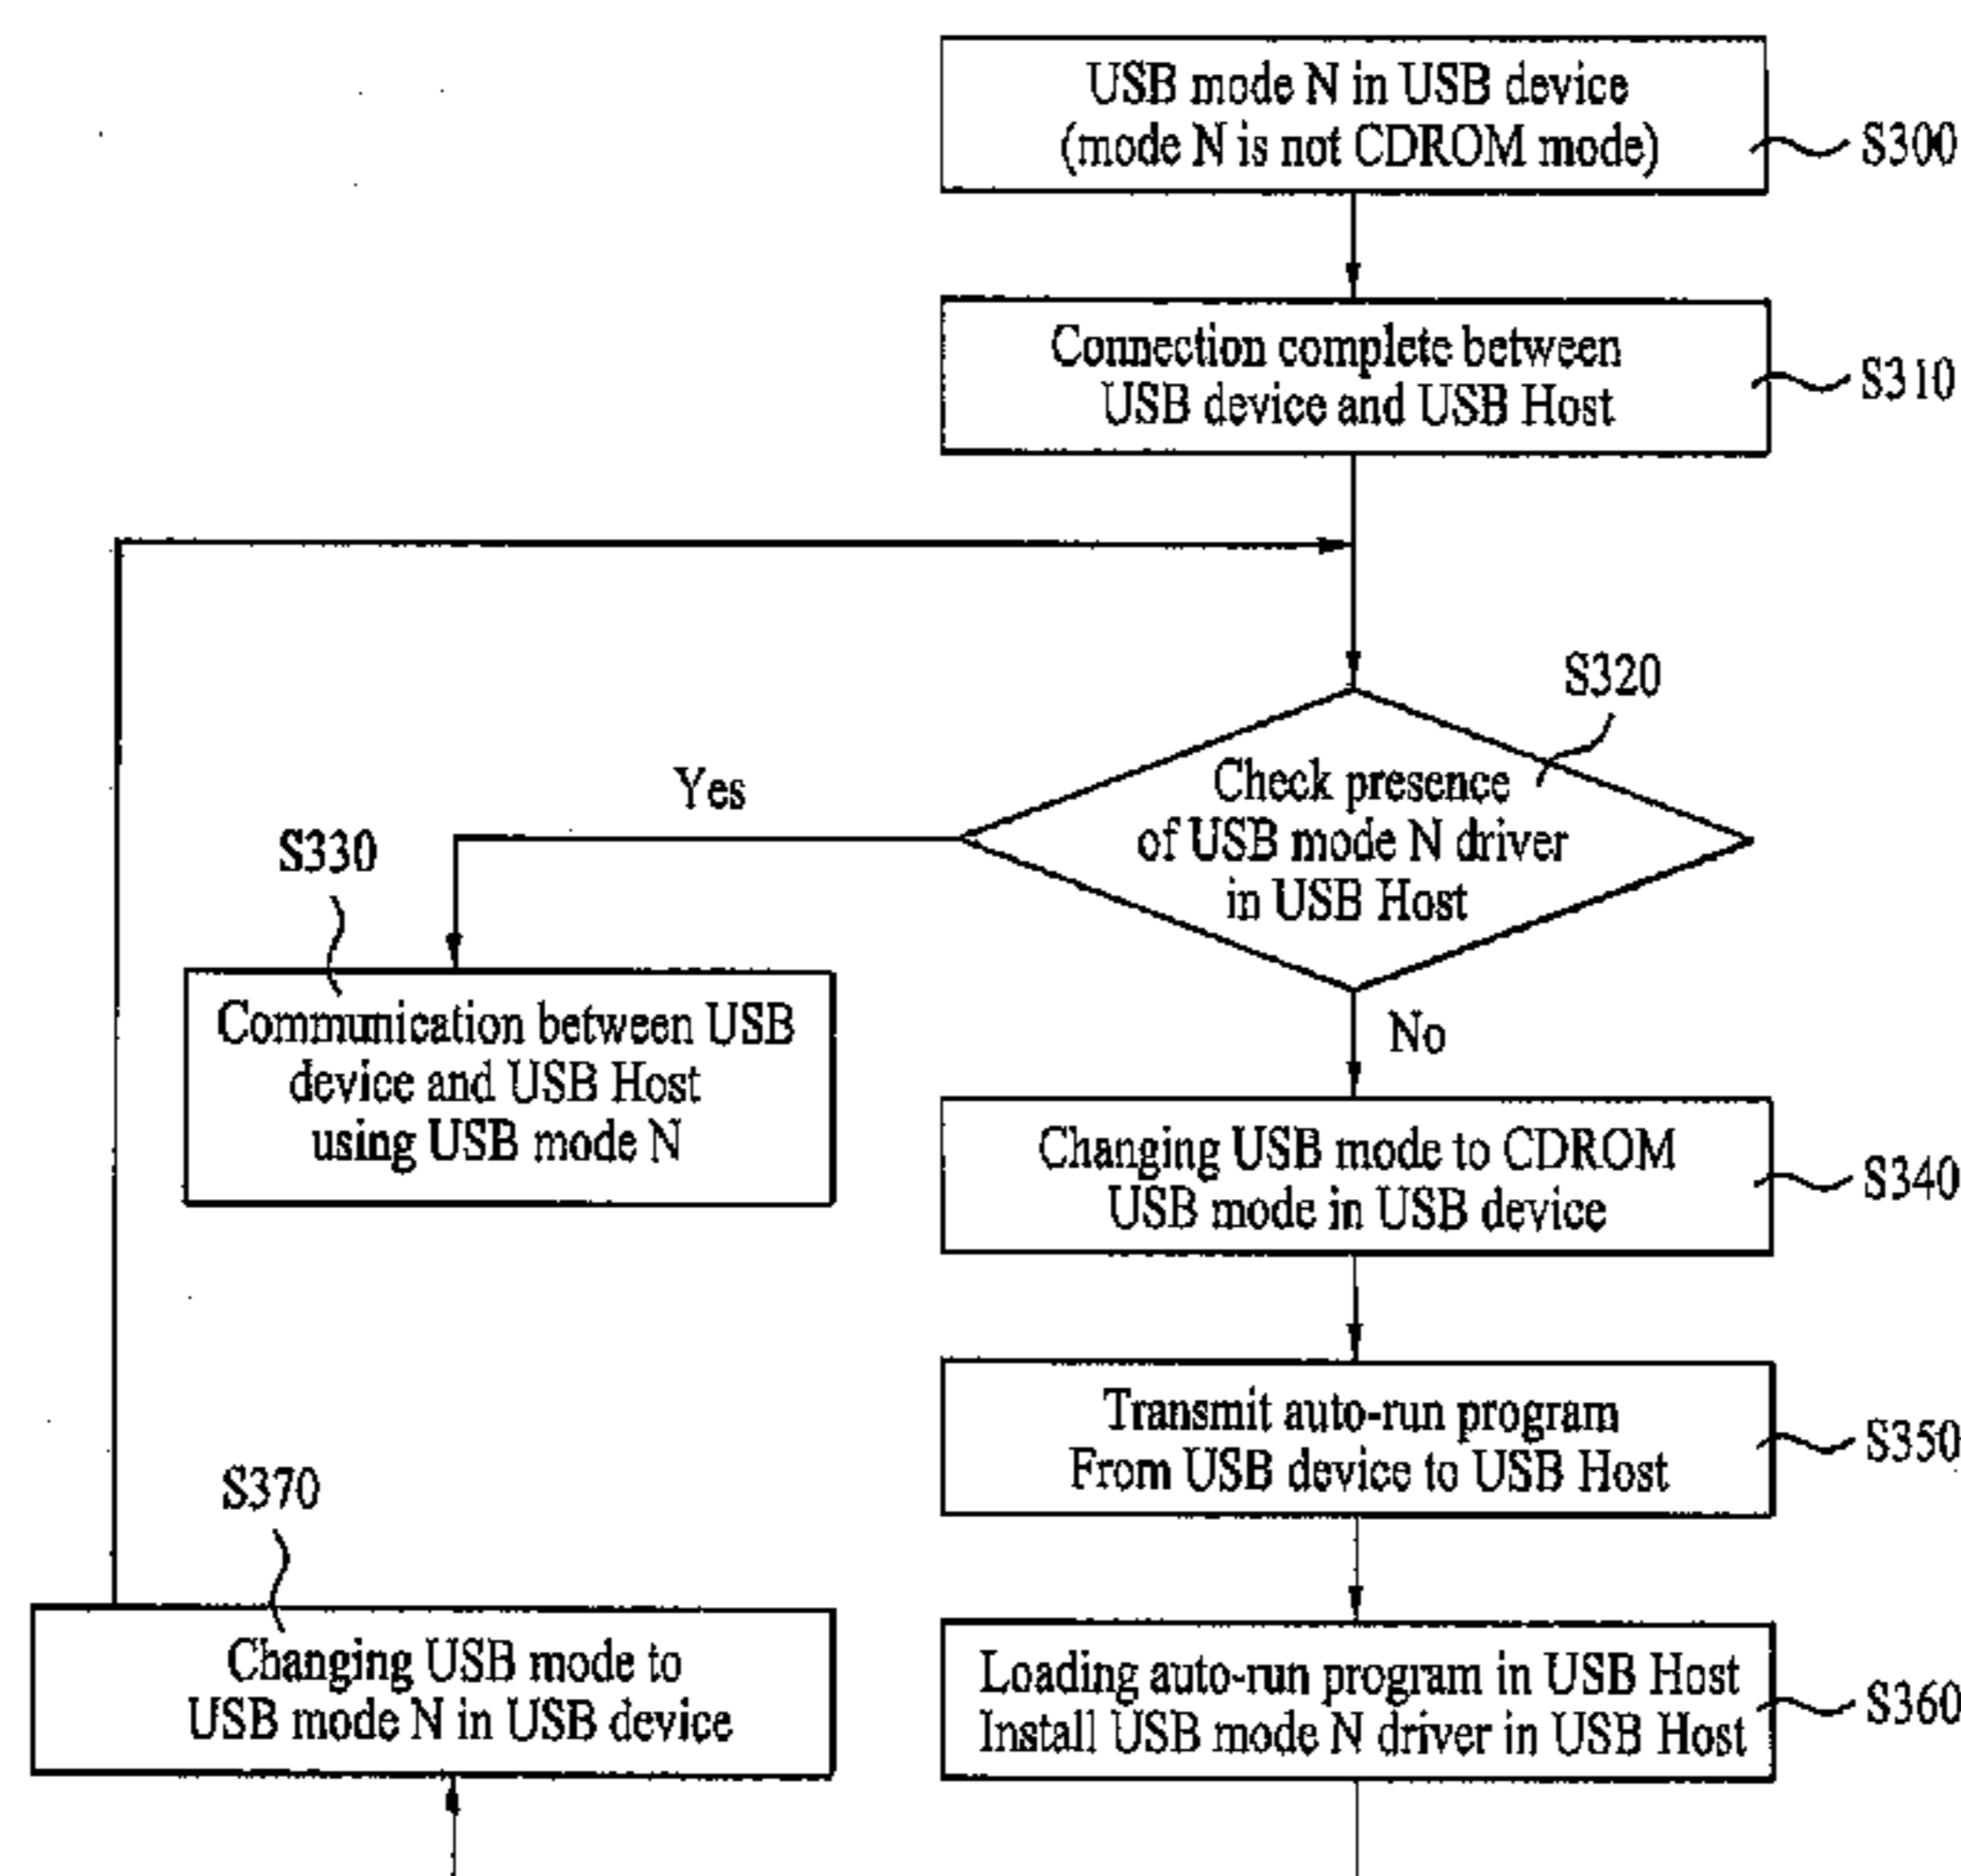 USB mode N in USB device
(mode N is not CDROM mode)
S300
Connection complete between
USB device and USB Host
S310
S320
Check presence
of USB mode N driver
in USB Host
Yes
No
S330
Communication between USB
device and USB Host
using USB mode N
Changing USB mode to CDROM
USB mode in USB device
S340
Transmit auto-run program
From USB device to USB Host
S350
Loading auto-run program in USB Host
Install USB mode N driver in USB Host
S360
S370
Changing USB mode to
USB mode N in USB device